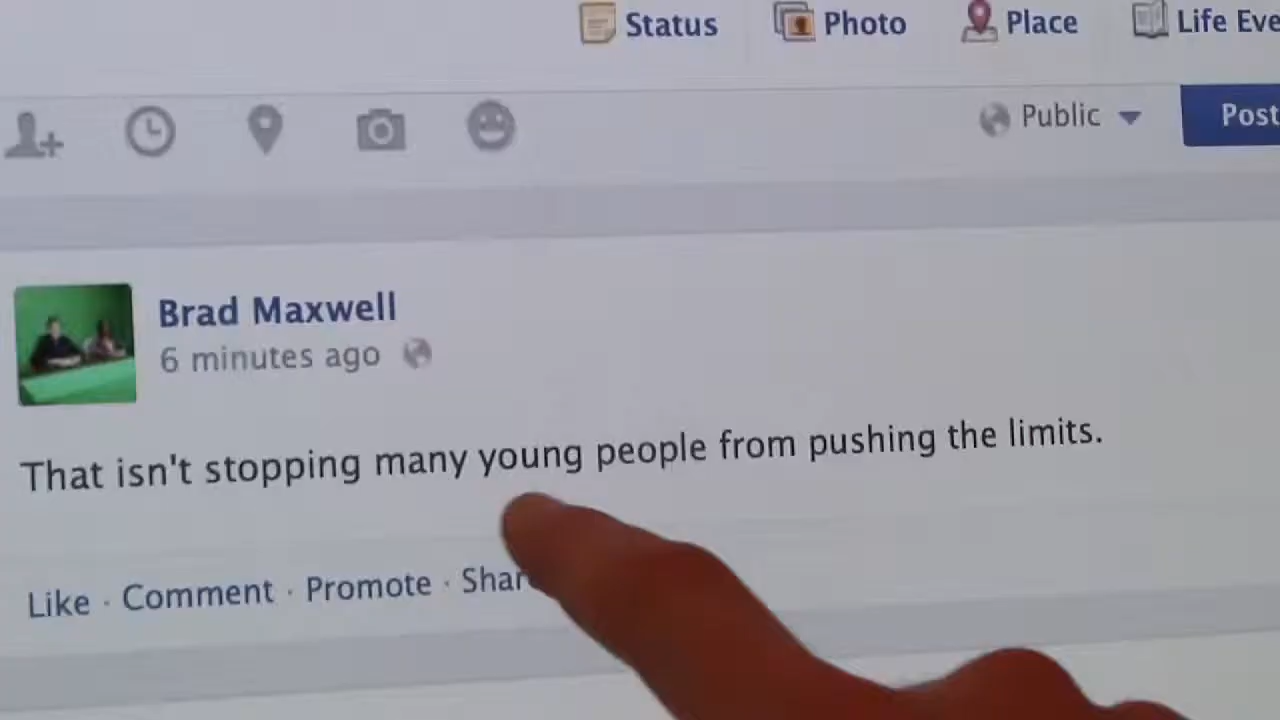 Status Photo Place Life Eve
Public Post
Brad Maxwell
6 minutes ago
That isn't stopping many young people from pushing the limits.
Like · Comment · Promote · Shar